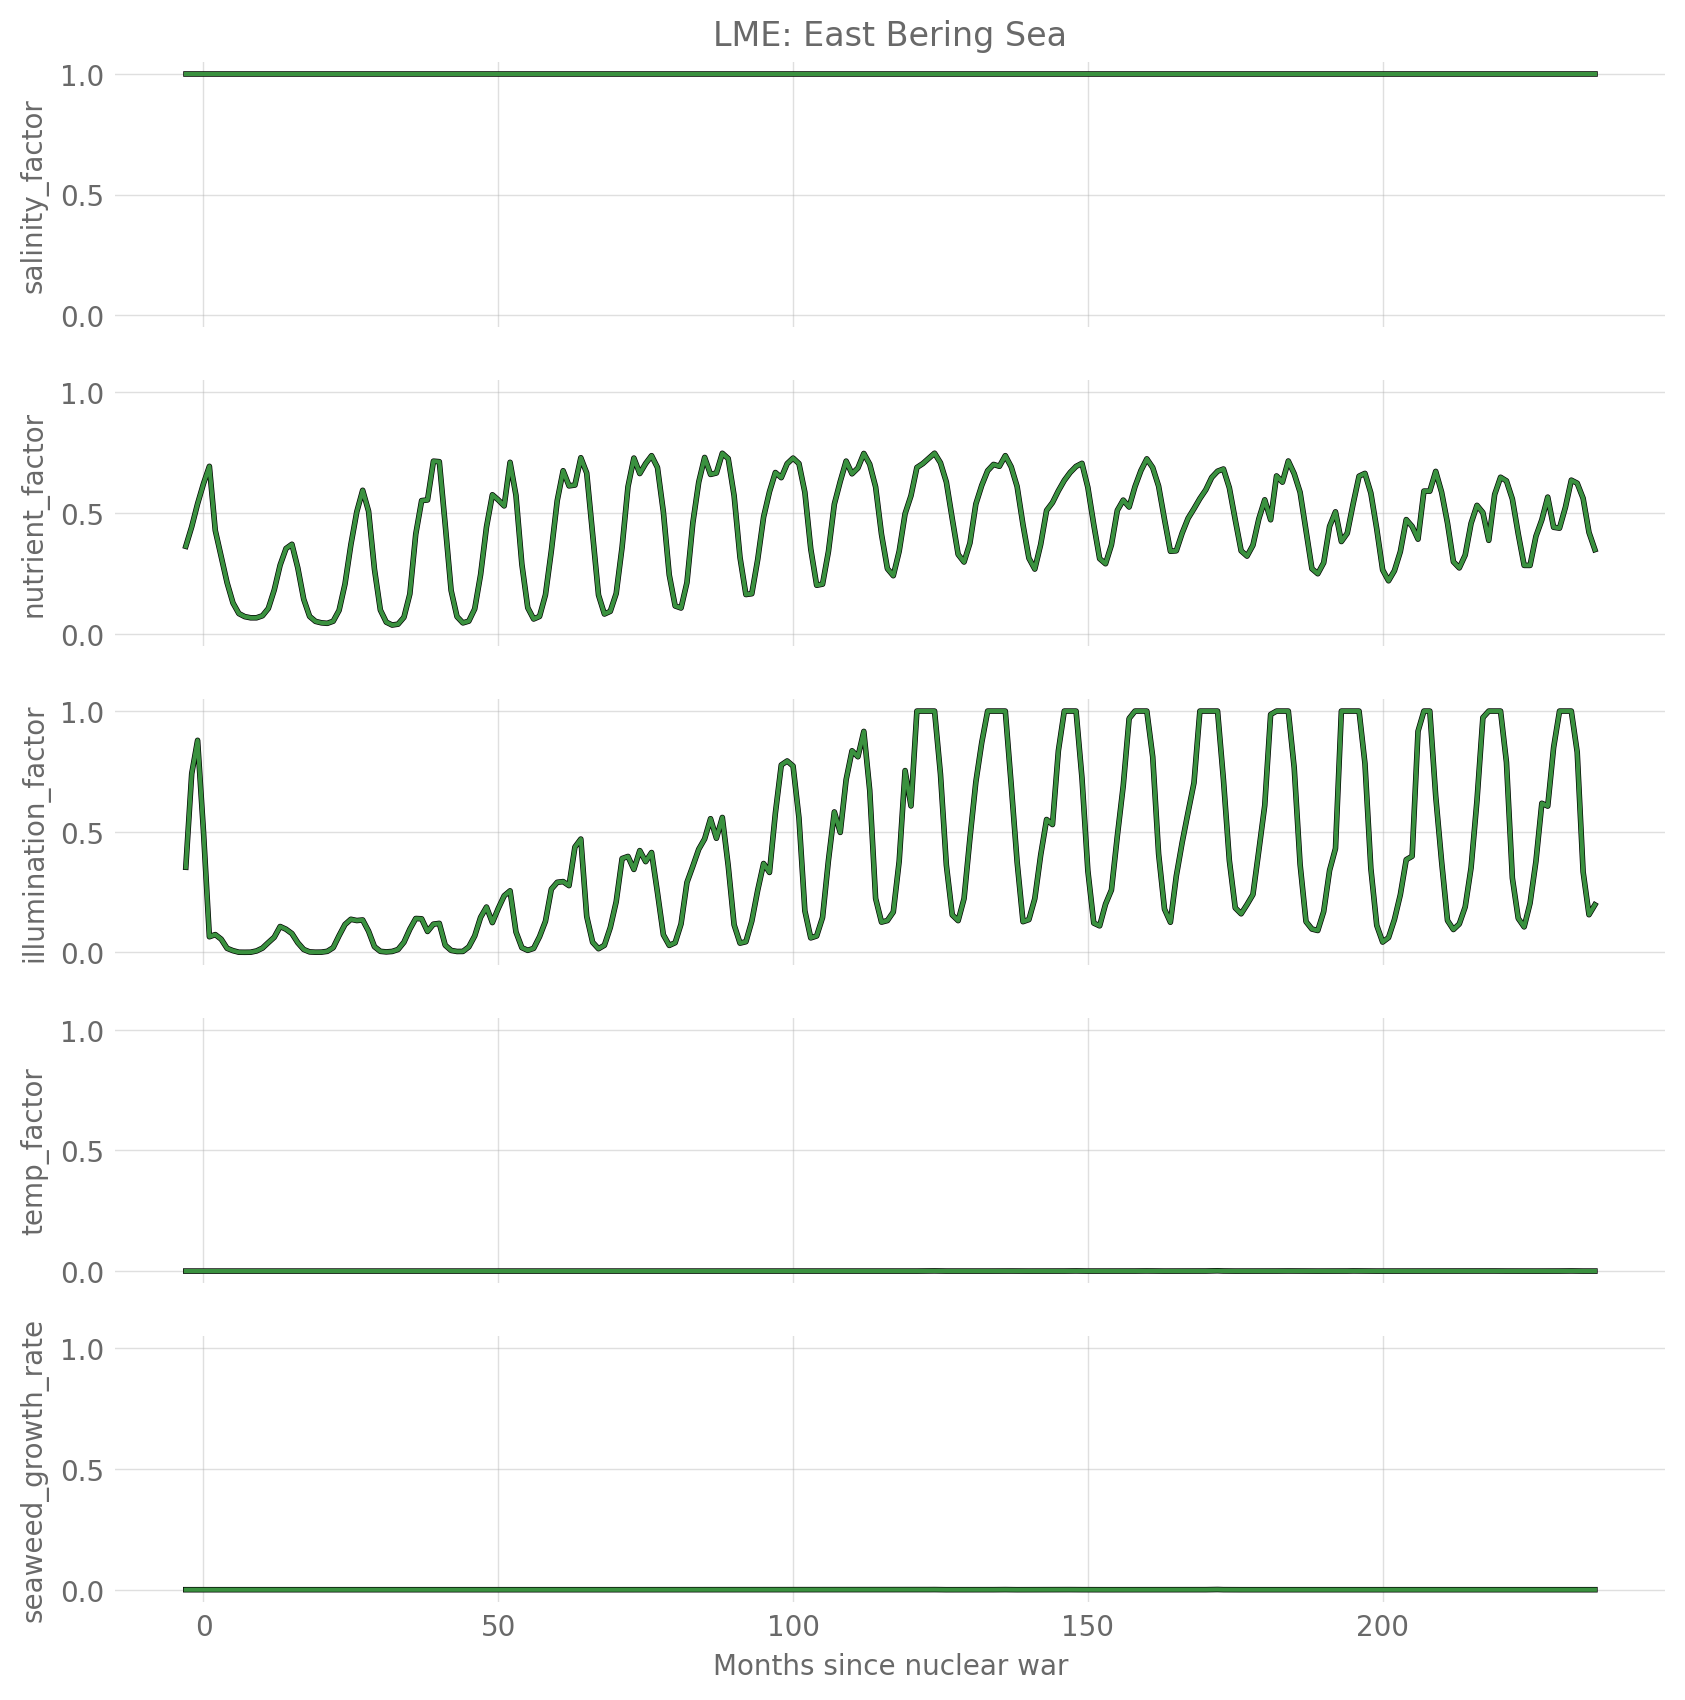 LME: East Bering Sea
1.0
0.5
0.0
salinity_factor
1.0
0.5
0.0
nutrient_factor
1.0
0.5
0.0
illumination_factor
1.0
0.5
0.0
temp_factor
1.0
0.5
0.0
seaweed_growth_rate
0 50 100 150 200
Months since nuclear war